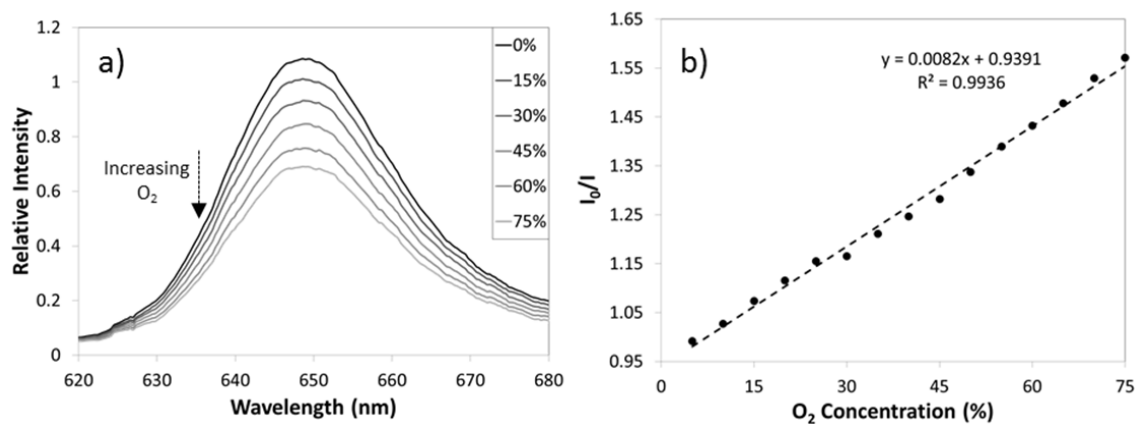 a)
1.2
1
0.8
0.6
0.4
0.2
0
Relative Intensity
Increasing
O₂
0%
15%
30%
45%
60%
75%
620 630 640 650 660 670 680
Wavelength (nm)
b)
1.65
1.55
1.45
1.35
1.25
1.15
1.05
0.95
I₀/I
y = 0.0082x + 0.9391
R² = 0.9936
0 15 30 45 60 75
O₂ Concentration (%)